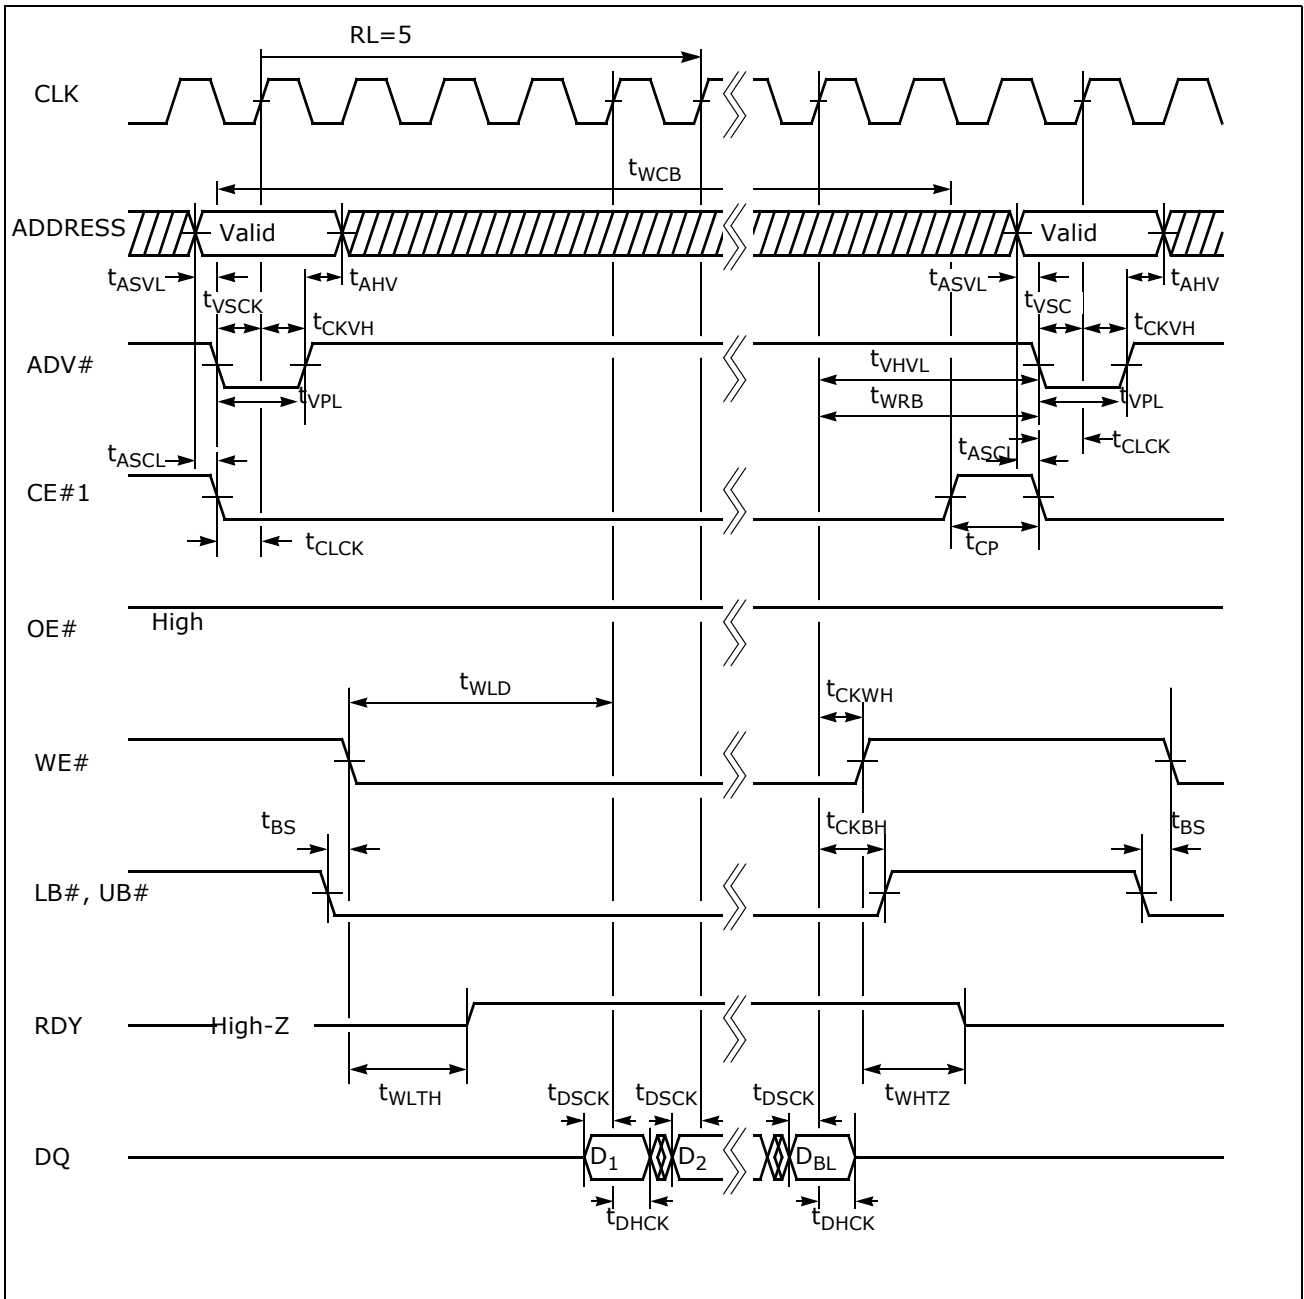 RL=5
CLK
tWCB
ADDRESS Valid Valid
tASVL tAHV tASVL tAHV
tVSCK tVSC
tCKVH tCKVH
ADV# tVHVL
tVPL tWRB tVPL
tASCL tASCL tCLCK
CE#1
tCLCK tCP
High
OE#
tWLD tCKWH
WE#
tBS tCKBH tBS
LB#, UB#
RDY High-Z
tWLTH tDSCK tDSCK tDSCK tWHTZ
DQ D1 D2 DBL
tDHCK tDHCK